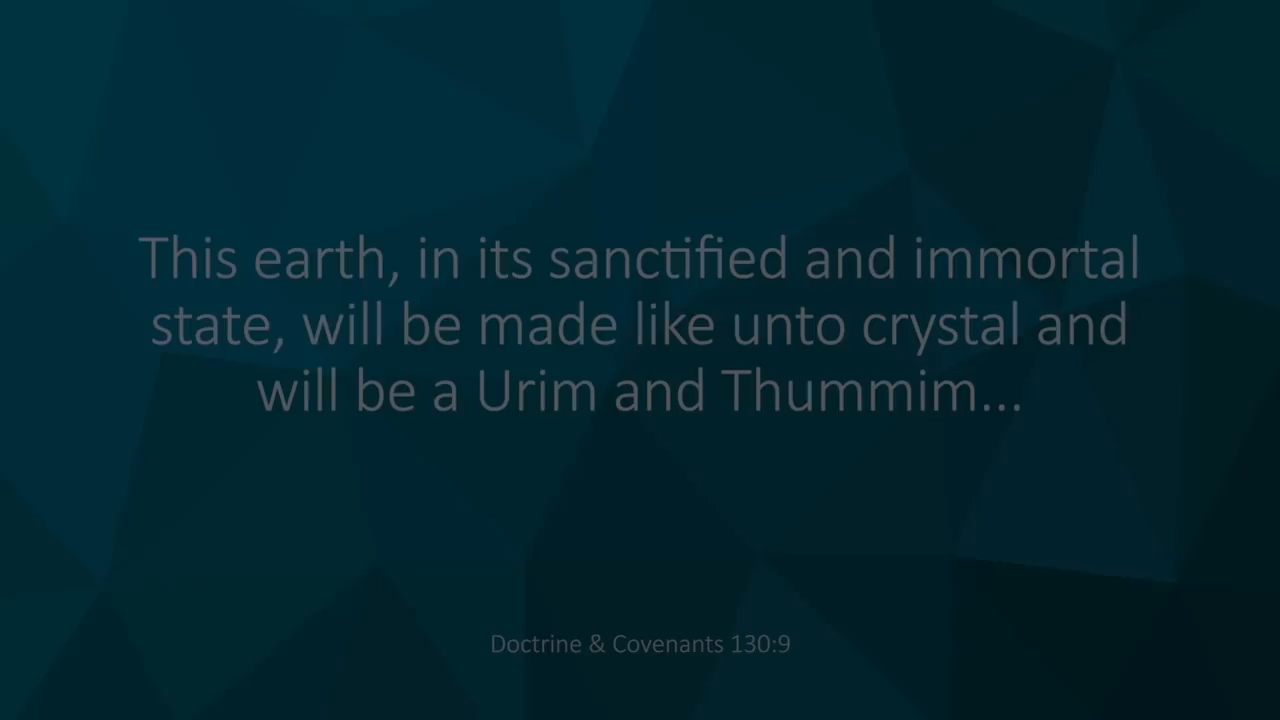 This earth, in its sanctified and immortal
state, will be made like unto crystal and
will be a Urim and Thummim...
Doctrine & Covenants 130:9